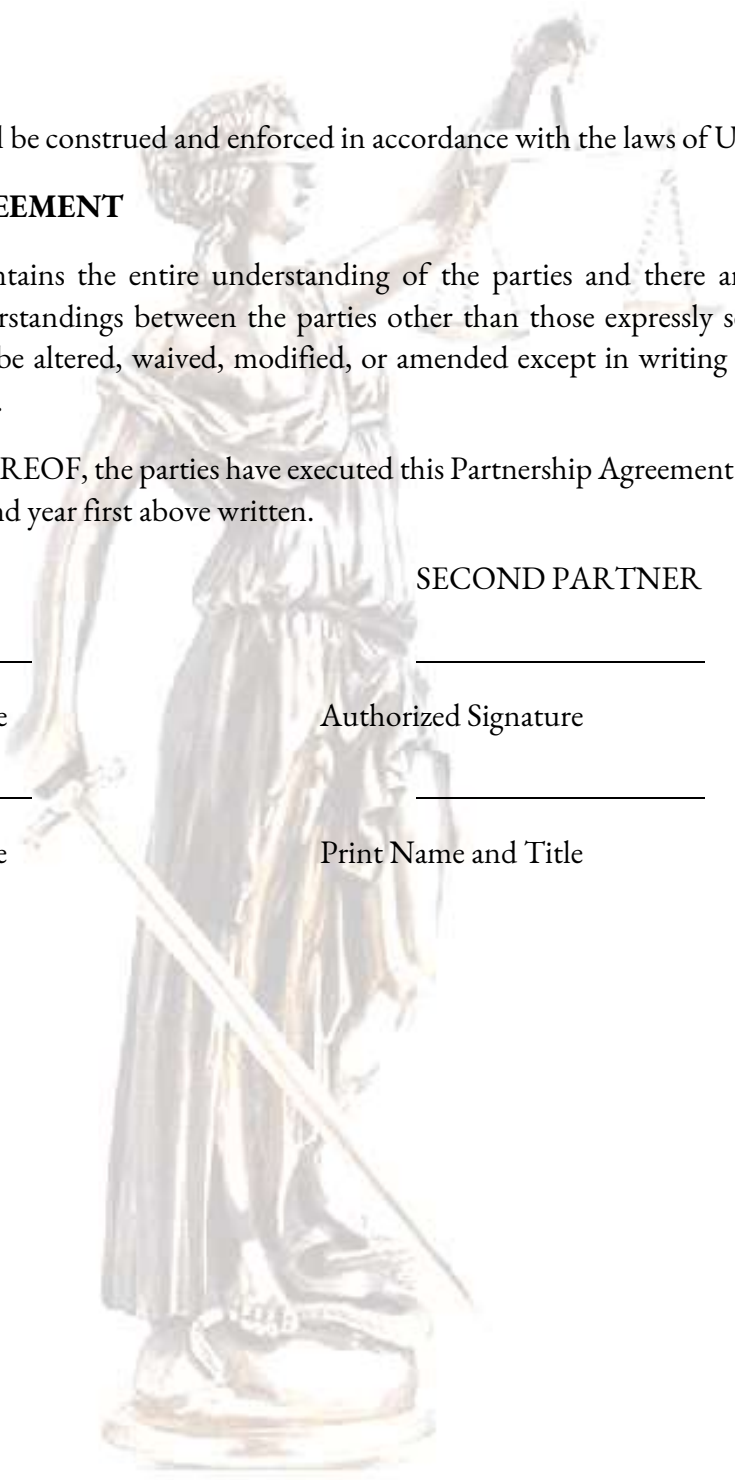 l be construed and enforced in accordance with the laws of U
EEMENT
ntains the entire understanding of the parties and there ar
rstandings between the parties other than those expressly s
be altered, waived, modified, or amended except in writing
.
REOF, the parties have executed this Partnership Agreement
nd year first above written.
SECOND PARTNER
e Authorized Signature
e Print Name and Title